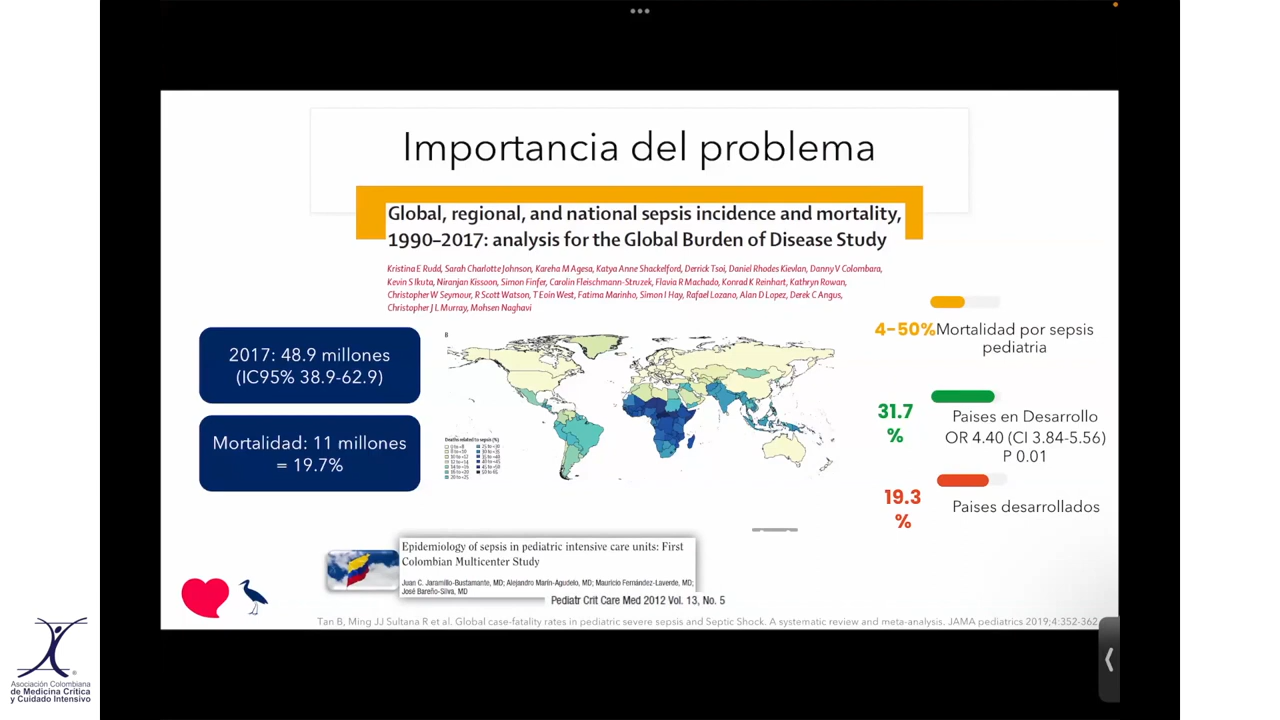 Importancia del problema
Global, regional, and national sepsis incidence and mortality,
1990–2017: analysis for the Global Burden of Disease Study
Kristina E Rudd, Sarah Charlotte Johnson, Kareha M Agesa, Katya Anne Shackelford, Derrick Tsoi, Daniel Rhodes Kievlan, Danny V Colombara,
Kevin S Ikuta, Niranjan Kissoon, Simon Finfer, Carolin Fleischmann-Struzek, Flavia R Machado, Konrad K Reinhart, Kathryn Rowan,
Christopher W Seymour, R Scott Watson, T Eoin West, Fatima Marinho, Simon I Hay, Rafael Lozano, Alan D Lopez, Derek C Angus,
Christopher J L Murray, Mohsen Naghavi
2017: 48.9 millones
(IC95% 38.9-62.9)
Mortalidad: 11 millones
= 19.7%
B
Deaths related to sepsis (%)
4-50% Mortalidad por sepsis
pediatria
31.7
%
Paises en Desarrollo
OR 4.40 (CI 3.84-5.56)
P 0.01
19.3
%
Paises desarrollados
Epidemiology of sepsis in pediatric intensive care units: First
Colombian Multicenter Study
Juan C. Jaramillo-Bustamante, MD; Alejandro Marín-Agudelo, MD; Mauricio Fernández-Laverde, MD;
José Bareño-Silva, MD
Pediatr Crit Care Med 2012 Vol. 13, No. 5
Tan B, Ming JJ Sultana R et al. Global case-fatality rates in pediatric severe sepsis and Septic Shock. A systematic review and meta-analysis. JAMA pediatrics 2019;4:352-362
Asociación Colombiana
de Medicina Crítica
y Cuidado Intensivo